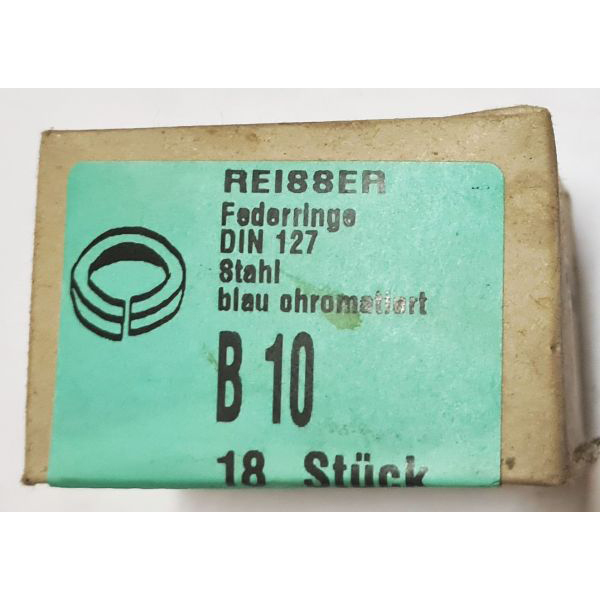 REISSER
Federringe
DIN 127
Stahl
blau chromatiert
B 10
18 Stück